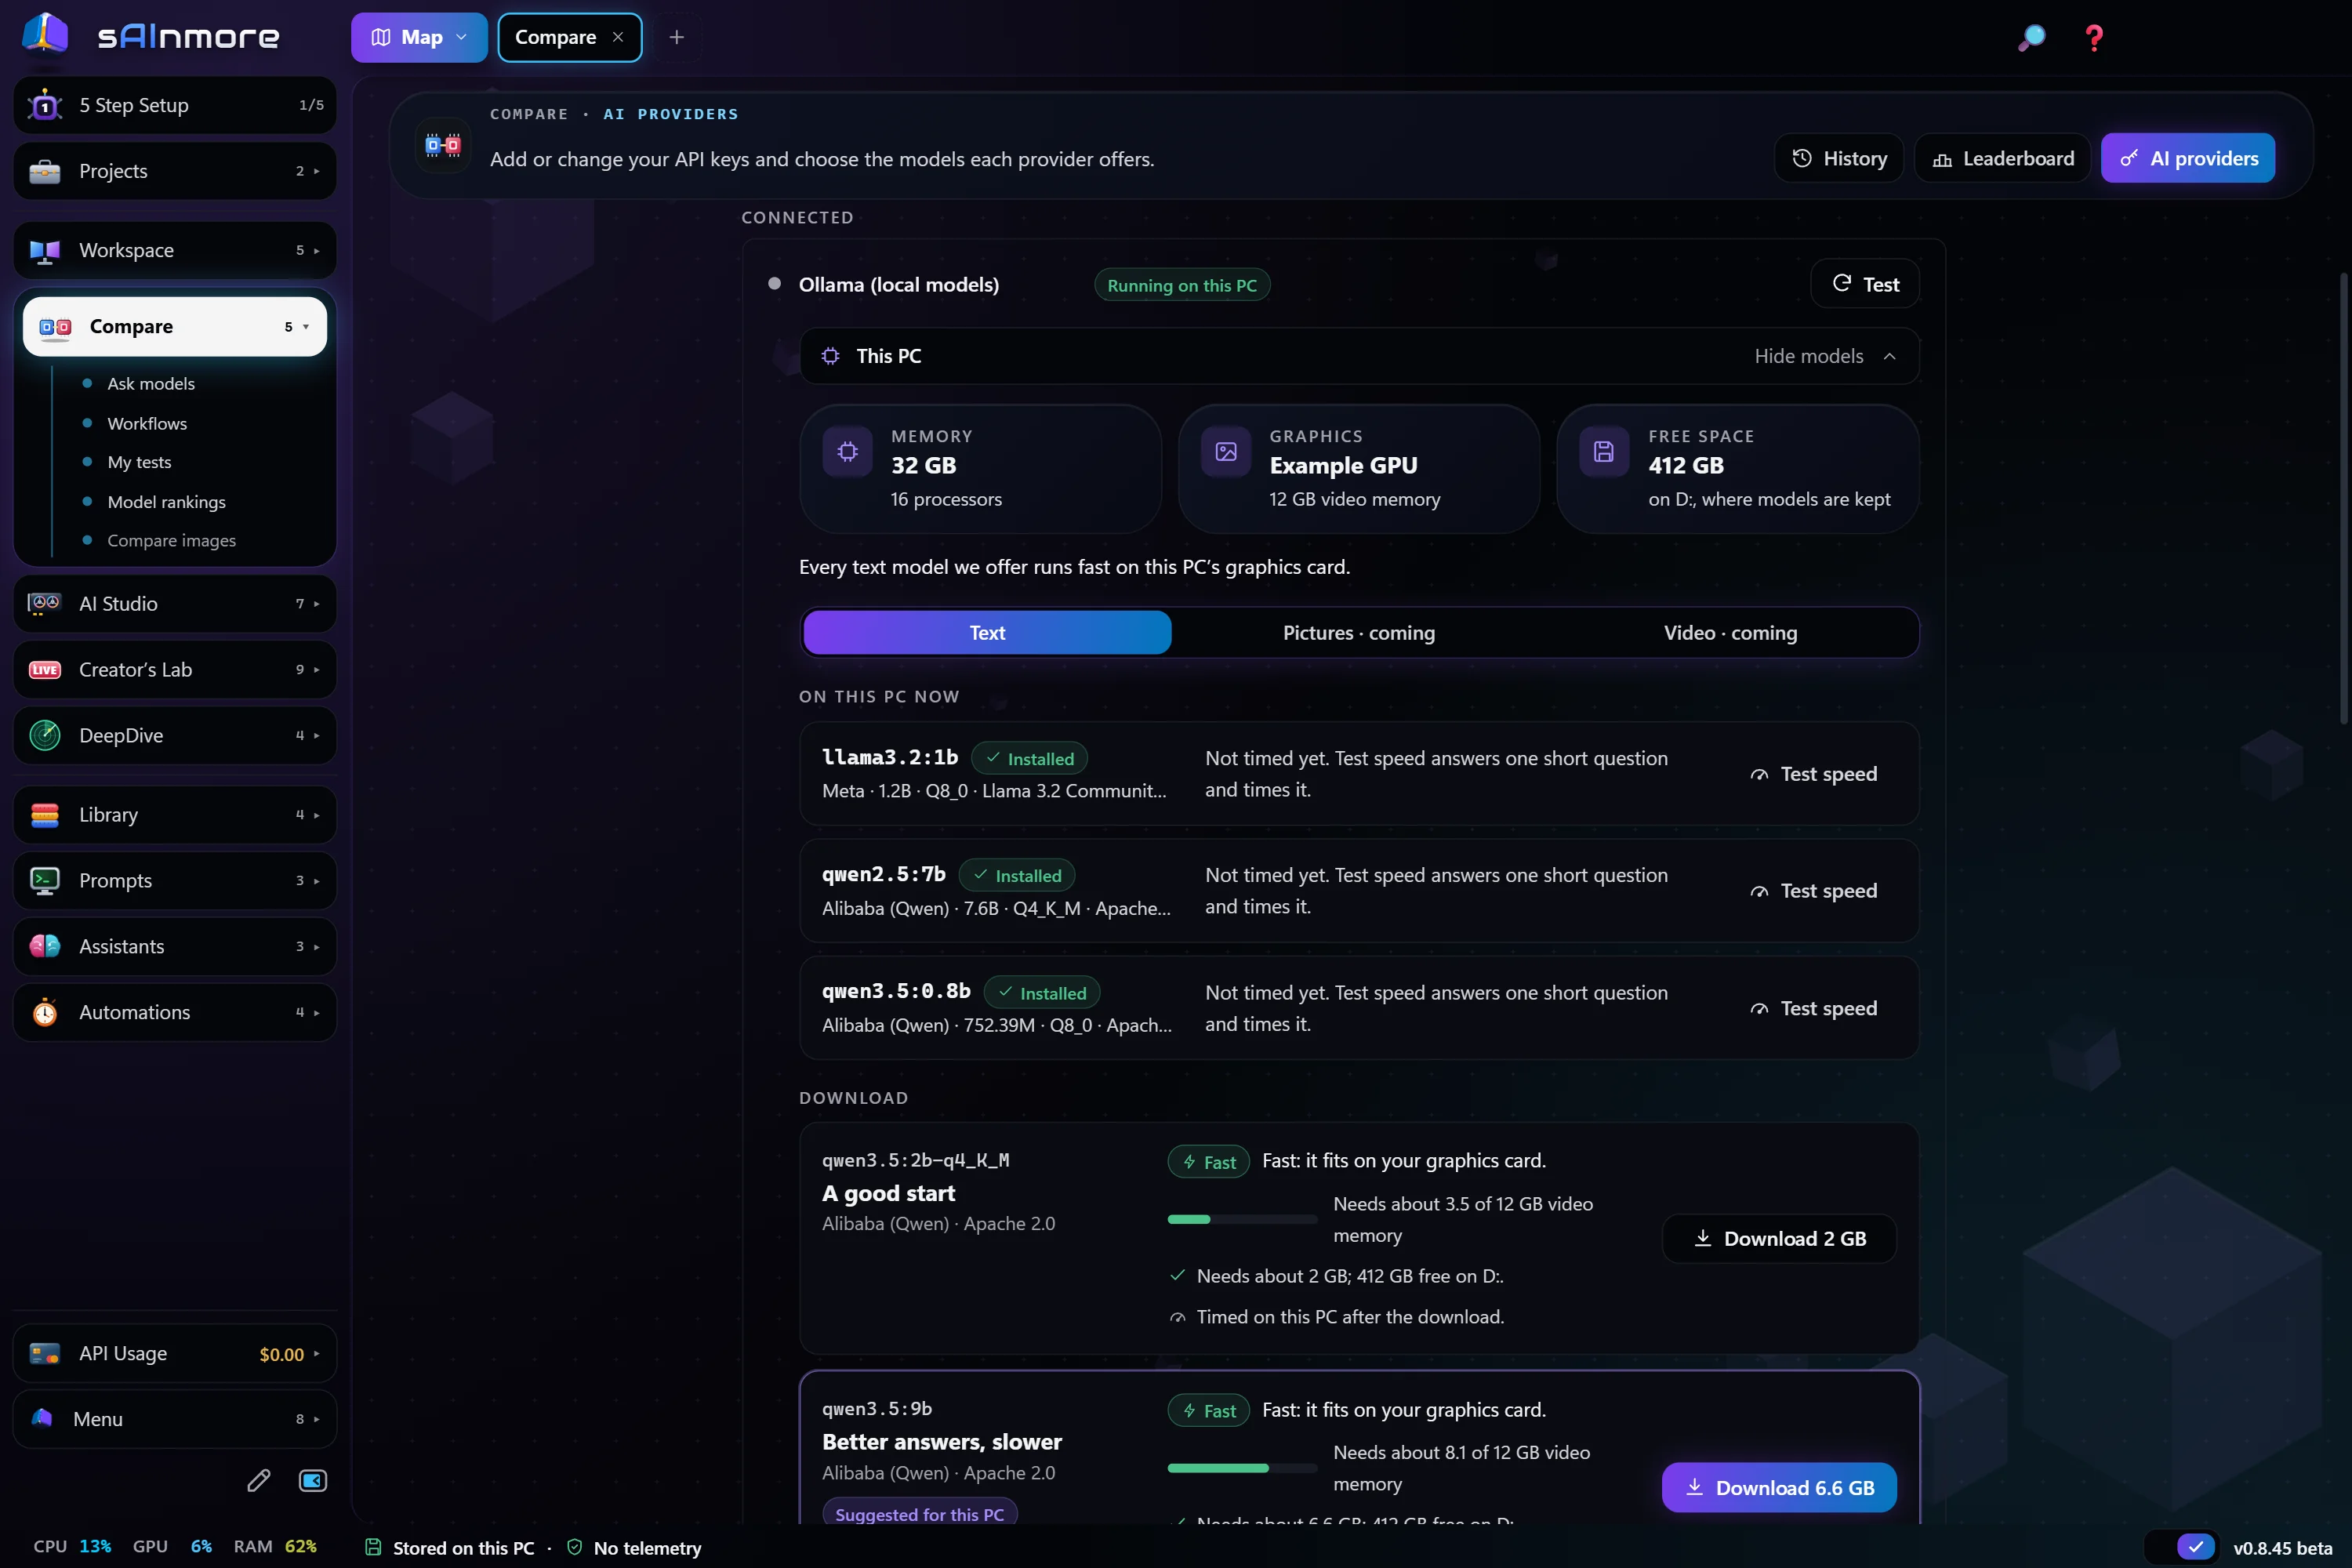 sAInmore
Map
Compare
5 Step Setup 1/5
Projects 2
Workspace 5
Compare 5
Ask models
Workflows
My tests
Model rankings
Compare images
AI Studio 7
LIVE Creator's Lab 9
DeepDive 4
Library 4
Prompts 3
Assistants 3
Automations 4
API Usage $0.00
Menu 8
COMPARE · AI PROVIDERS
Add or change your API keys and choose the models each provider offers.
History
Leaderboard
AI providers
CONNECTED
Ollama (local models) Running on this PC Test
This PC Hide models
MEMORY
32 GB
16 processors
GRAPHICS
Example GPU
12 GB video memory
FREE SPACE
412 GB
on D:, where models are kept
Every text model we offer runs fast on this PC’s graphics card.
Text Pictures · coming Video · coming
ON THIS PC NOW
llama3.2:1b Installed
Meta · 1.2B · Q8_0 · Llama 3.2 Communit...
Not timed yet. Test speed answers one short question
and times it.
Test speed
qwen2.5:7b Installed
Alibaba (Qwen) · 7.6B · Q4_K_M · Apache...
Not timed yet. Test speed answers one short question
and times it.
Test speed
qwen3.5:0.8b Installed
Alibaba (Qwen) · 752.39M · Q8_0 · Apach...
Not timed yet. Test speed answers one short question
and times it.
Test speed
DOWNLOAD
qwen3.5:2b-q4_K_M
A good start
Alibaba (Qwen) · Apache 2.0
Fast Fast: it fits on your graphics card.
Needs about 3.5 of 12 GB video
memory
Needs about 2 GB; 412 GB free on D:.
Timed on this PC after the download.
Download 2 GB
qwen3.5:9b
Better answers, slower
Alibaba (Qwen) · Apache 2.0
Suggested for this PC
Fast Fast: it fits on your graphics card.
Needs about 8.1 of 12 GB video
memory
Needs about 6.6 GB; 412 GB free on D:.
Download 6.6 GB
CPU 13% GPU 6% RAM 62%
Stored on this PC · No telemetry
v0.8.45 beta